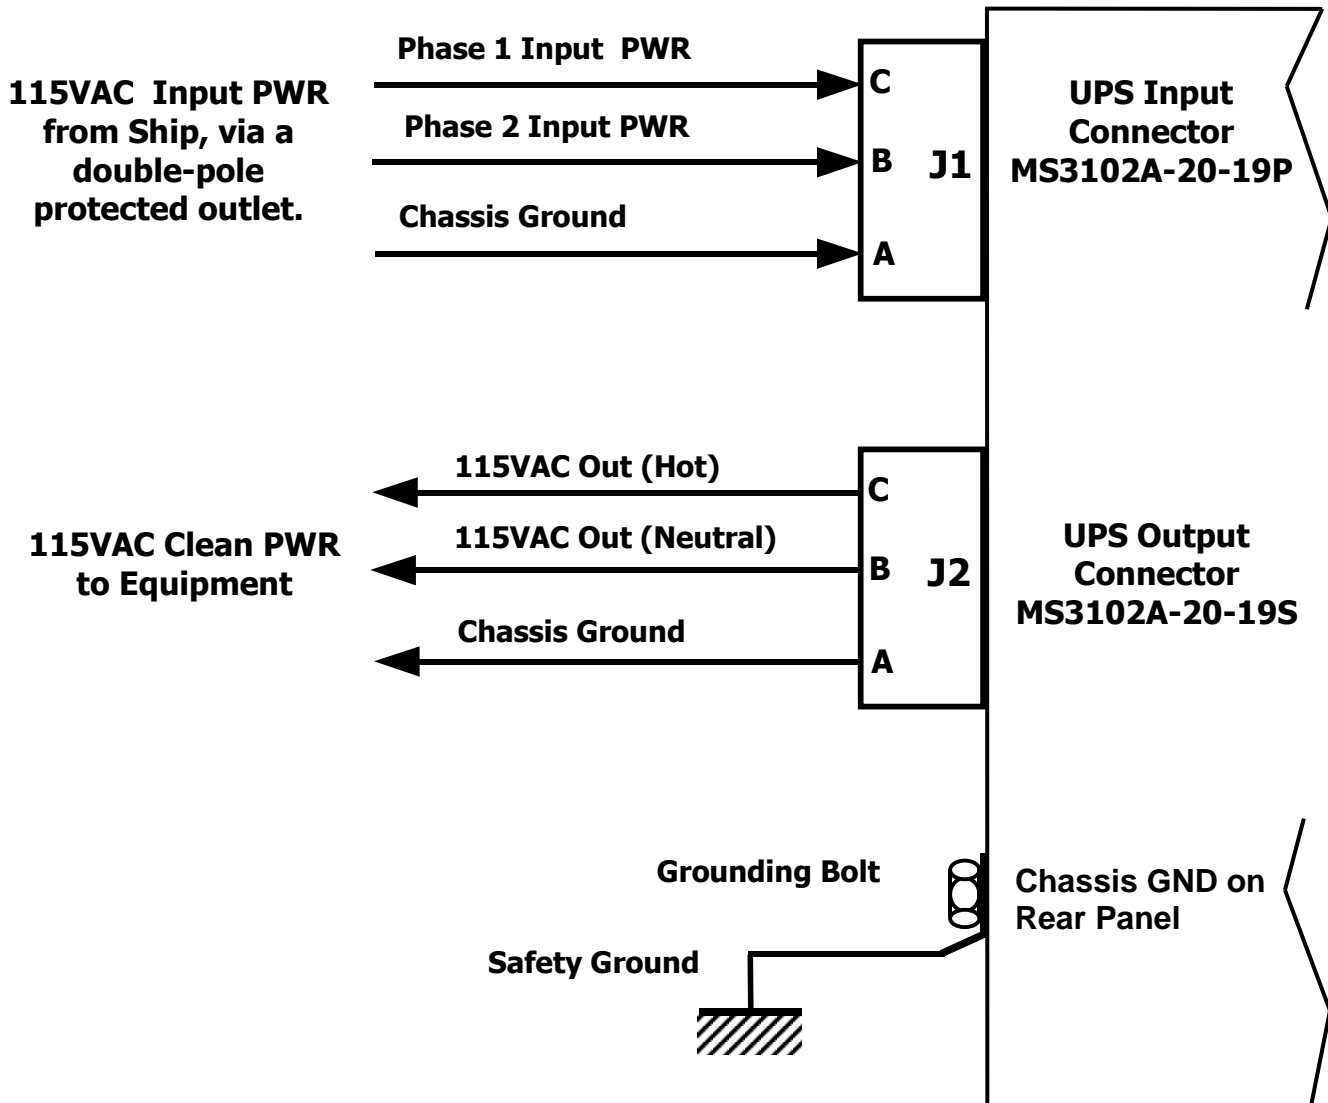 115VAC Input PWR
from Ship, via a
double-pole
protected outlet.
Phase 1 Input PWR
Phase 2 Input PWR
Chassis Ground
C
B
A
J1
UPS Input
Connector
MS3102A-20-19P
115VAC Clean PWR
to Equipment
115VAC Out (Hot)
115VAC Out (Neutral)
Chassis Ground
C
B
A
J2
UPS Output
Connector
MS3102A-20-19S
Grounding Bolt
Safety Ground
Chassis GND on
Rear Panel